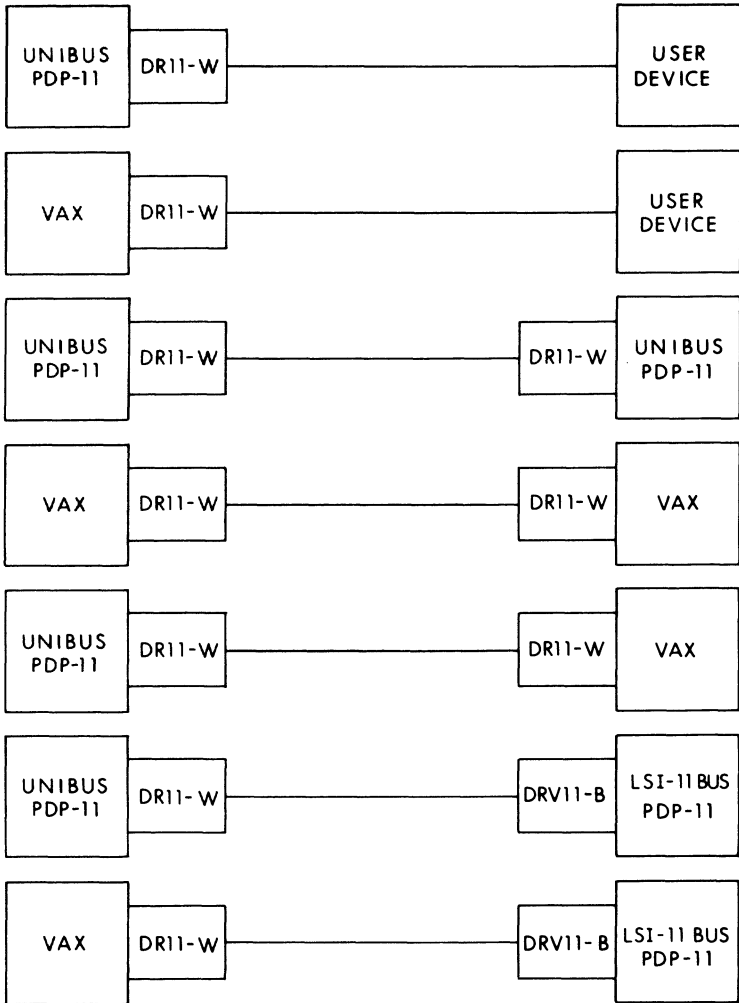 UNIBUS
PDP-11
DR11-W
USER
DEVICE
VAX
DR11-W
USER
DEVICE
UNIBUS
PDP-11
DR11-W
DR11-W
UNIBUS
PDP-11
VAX
DR11-W
DR11-W
VAX
UNIBUS
PDP-11
DR11-W
DR11-W
VAX
UNIBUS
PDP-11
DR11-W
DRV11-B
LSI-11 BUS
PDP-11
VAX
DR11-W
DRV11-B
LSI-11 BUS
PDP-11